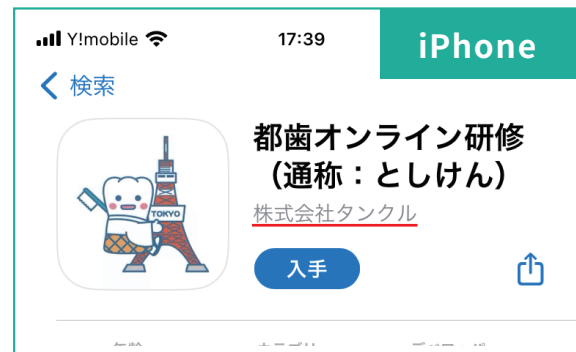 Y!mobile 17:39
iPhone
検索
都歯オンライン研修
（通称：としけん）
株式会社タンクル
TOKYO
入手